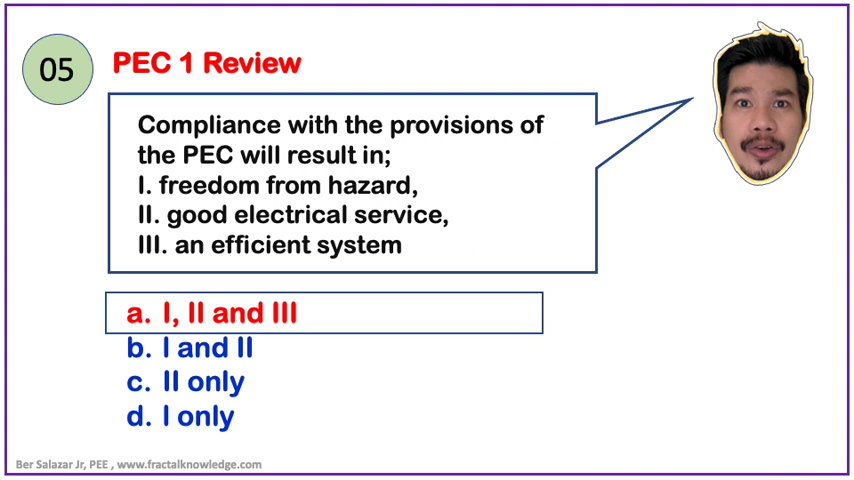 05
PEC 1 Review
Compliance with the provisions of
the PEC will result in;
I. freedom from hazard,
II. good electrical service,
III. an efficient system
a. I, II and III
b. I and II
c. II only
d. I only
Ber Salazar Jr, PEE , www.fractalknowledge.com